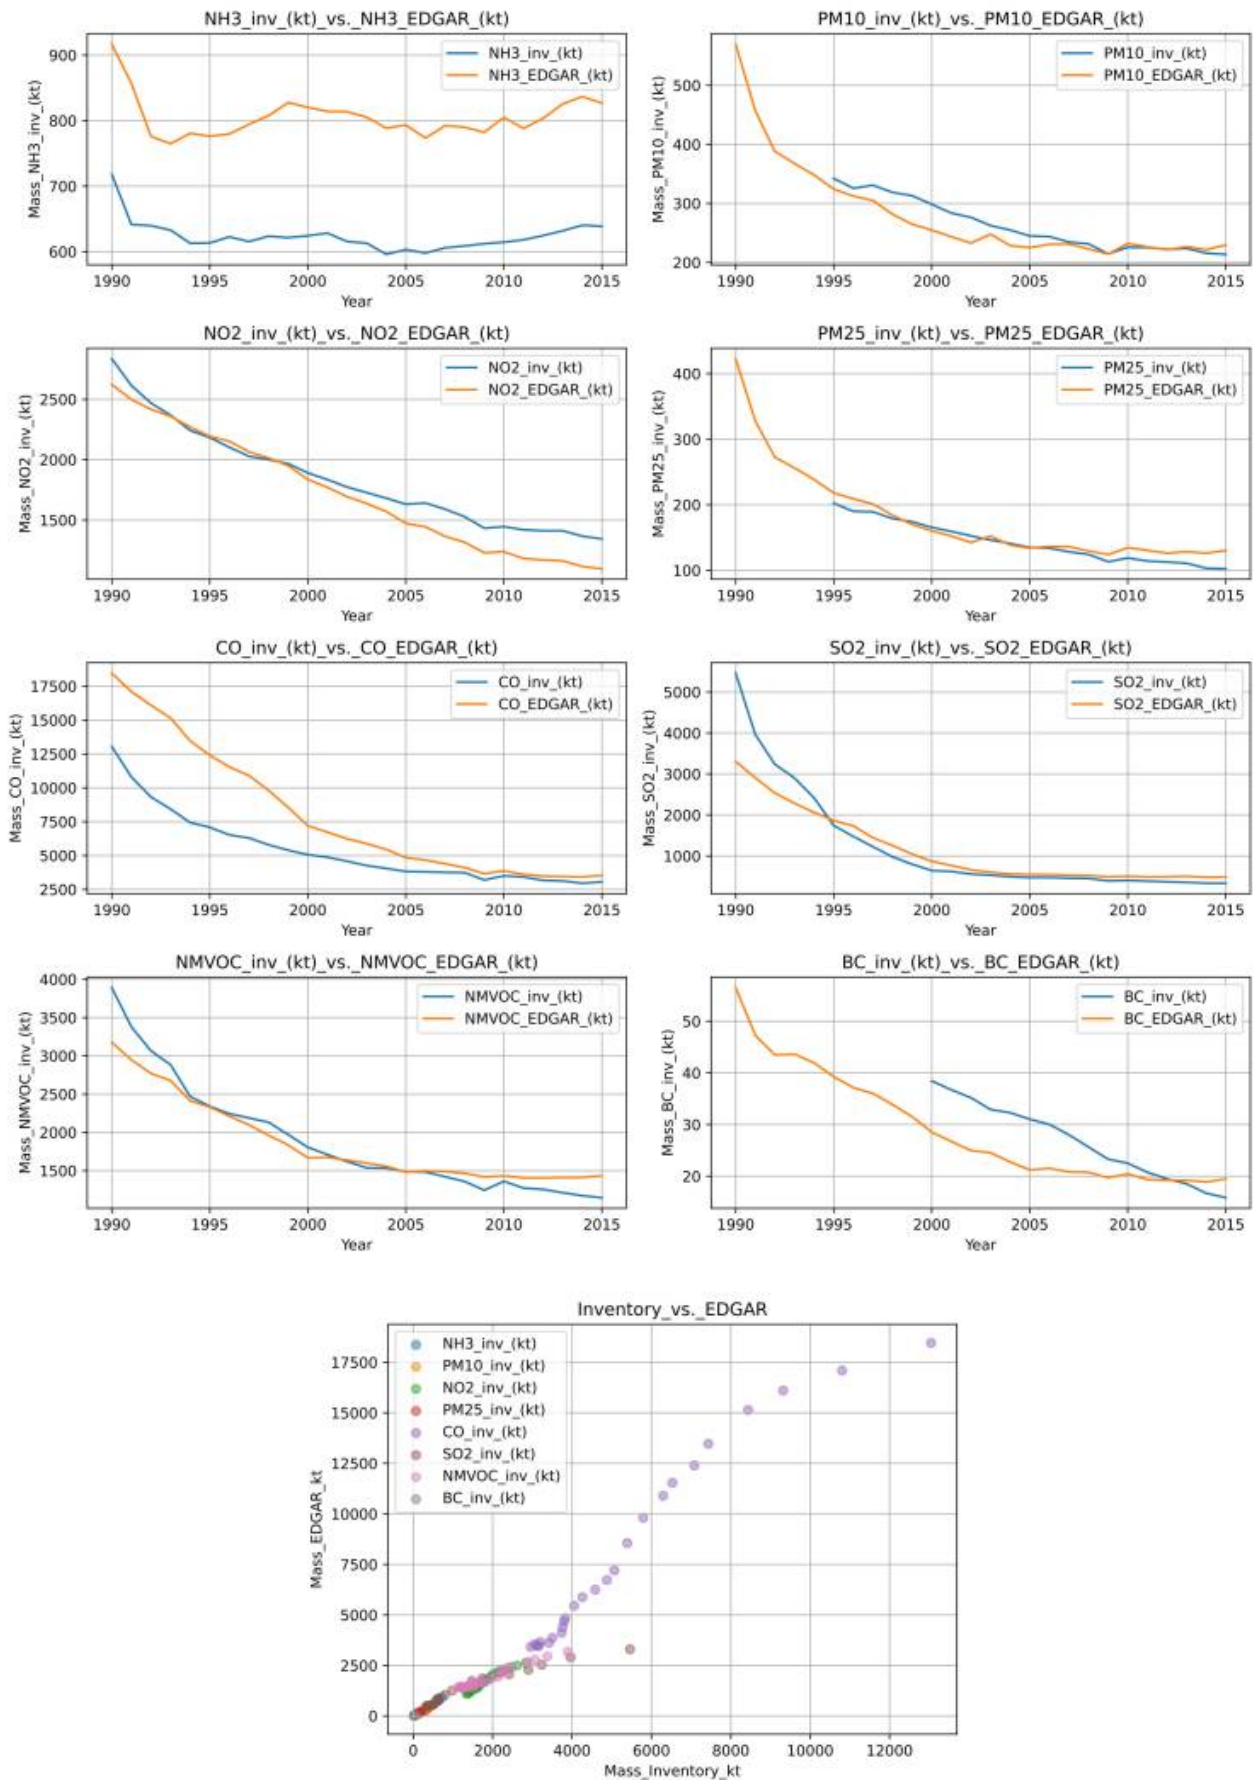 NH3_inv_(kt)_vs._NH3_EDGAR_(kt)
NH3_inv_(kt)
NH3_EDGAR_(kt)
Mass_NH3_inv_(kt)
900
800
700
600
1990 1995 2000 2005 2010 2015
Year
PM10_inv_(kt)_vs._PM10_EDGAR_(kt)
PM10_inv_(kt)
PM10_EDGAR_(kt)
Mass_PM10_inv_(kt)
500
400
300
200
1990 1995 2000 2005 2010 2015
Year
NO2_inv_(kt)_vs._NO2_EDGAR_(kt)
NO2_inv_(kt)
NO2_EDGAR_(kt)
Mass_NO2_inv_(kt)
2500
2000
1500
1990 1995 2000 2005 2010 2015
Year
PM25_inv_(kt)_vs._PM25_EDGAR_(kt)
PM25_inv_(kt)
PM25_EDGAR_(kt)
Mass_PM25_inv_(kt)
400
300
200
100
1990 1995 2000 2005 2010 2015
Year
CO_inv_(kt)_vs._CO_EDGAR_(kt)
CO_inv_(kt)
CO_EDGAR_(kt)
Mass_CO_inv_(kt)
17500
15000
12500
10000
7500
5000
2500
1990 1995 2000 2005 2010 2015
Year
SO2_inv_(kt)_vs._SO2_EDGAR_(kt)
SO2_inv_(kt)
SO2_EDGAR_(kt)
Mass_SO2_inv_(kt)
5000
4000
3000
2000
1000
1990 1995 2000 2005 2010 2015
Year
NMVOC_inv_(kt)_vs._NMVOC_EDGAR_(kt)
NMVOC_inv_(kt)
NMVOC_EDGAR_(kt)
Mass_NMVOC_inv_(kt)
4000
3500
3000
2500
2000
1500
1990 1995 2000 2005 2010 2015
Year
BC_inv_(kt)_vs._BC_EDGAR_(kt)
BC_inv_(kt)
BC_EDGAR_(kt)
Mass_BC_inv_(kt)
50
40
30
20
1990 1995 2000 2005 2010 2015
Year
Inventory_vs._EDGAR
NH3_inv_(kt)
PM10_inv_(kt)
NO2_inv_(kt)
PM25_inv_(kt)
CO_inv_(kt)
SO2_inv_(kt)
NMVOC_inv_(kt)
BC_inv_(kt)
Mass_EDGAR_kt
17500
15000
12500
10000
7500
5000
2500
0
0 2000 4000 6000 8000 10000 12000
Mass_Inventory_kt